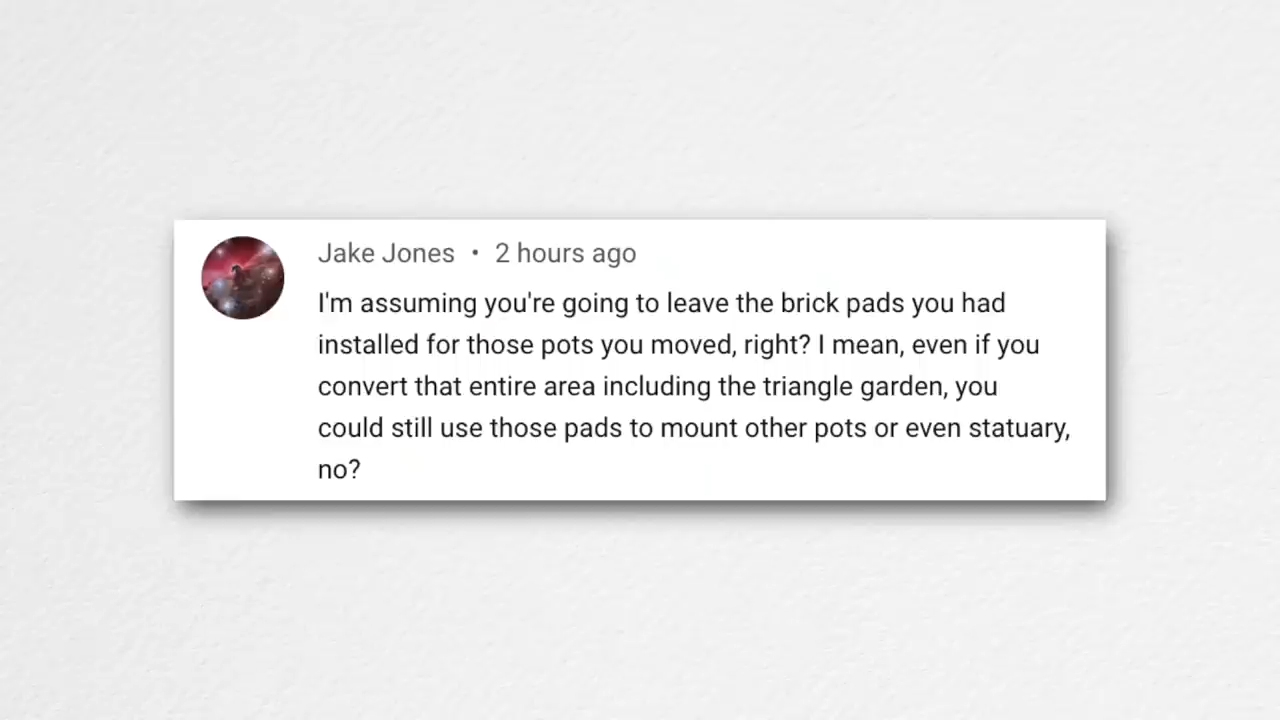 Jake Jones • 2 hours ago
I'm assuming you're going to leave the brick pads you had
installed for those pots you moved, right? I mean, even if you
convert that entire area including the triangle garden, you
could still use those pads to mount other pots or even statuary,
no?